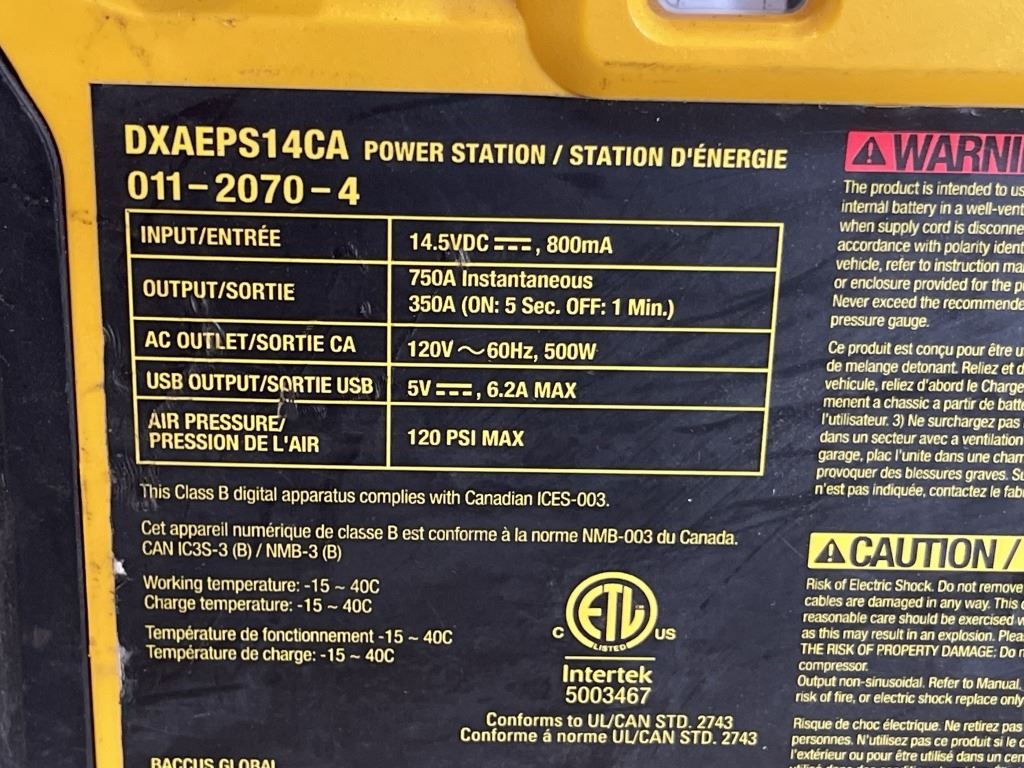 DXAEPS14CA POWER STATION / STATION D'ÉNERGIE
011-2070-4
INPUT/ENTRÉE 14.5VDC ⎓, 800mA
OUTPUT/SORTIE 750A Instantaneous
350A (ON: 5 Sec. OFF: 1 Min.)
AC OUTLET/SORTIE CA 120V ~ 60Hz, 500W
USB OUTPUT/SORTIE USB 5V ⎓, 6.2A MAX
AIR PRESSURE/
PRESSION DE L'AIR 120 PSI MAX
This Class B digital apparatus complies with Canadian ICES-003.
Cet appareil numérique de classe B est conforme à la norme NMB-003 du Canada.
CAN IC3S-3 (B) / NMB-3 (B)
Working temperature: -15 ~ 40C
Charge temperature: -15 ~ 40C
Température de fonctionnement -15 ~ 40C
Température de charge: -15 ~ 40C
ETL
LISTED
C US
Intertek
5003467
Conforms to UL/CAN STD. 2743
Conforme á norme UL/CAN STD. 2743
BACCUS GLOBAL
WARNI
The product is intended to us
internal battery in a well-vent
when supply cord is disconne
accordance with polarity ident
vehicle, refer to instruction ma
or enclosure provided for the p
Never exceed the recommende
pressure gauge.
Ce produit est conçu pour être u
de melange detonant. Reliez et d
vehicule, reliez d'abord le Charge
menent a chassic a partir de batte
l'utilisateur. 3) Ne surchargez pas
dans un secteur avec a ventilation
garage, plac l'unite dans une cham
provoquer des blessures graves. Su
n'est pas indiquée, contactez le fab
CAUTION /
Risk of Electric Shock. Do not remove
cables are damaged in any way. This
reasonable care should be exercised w
as this may result in an explosion. Pleas
THE RISK OF PROPERTY DAMAGE: Do n
compressor.
Output non-sinusoidal. Refer to Manual,
risk of fire, or electric shock replace only
Risque de choc électrique. Ne retirez pas
personnes. N'utilisez pas ce produit si le c
l'extérieur ou pour être utilisé dans un cen